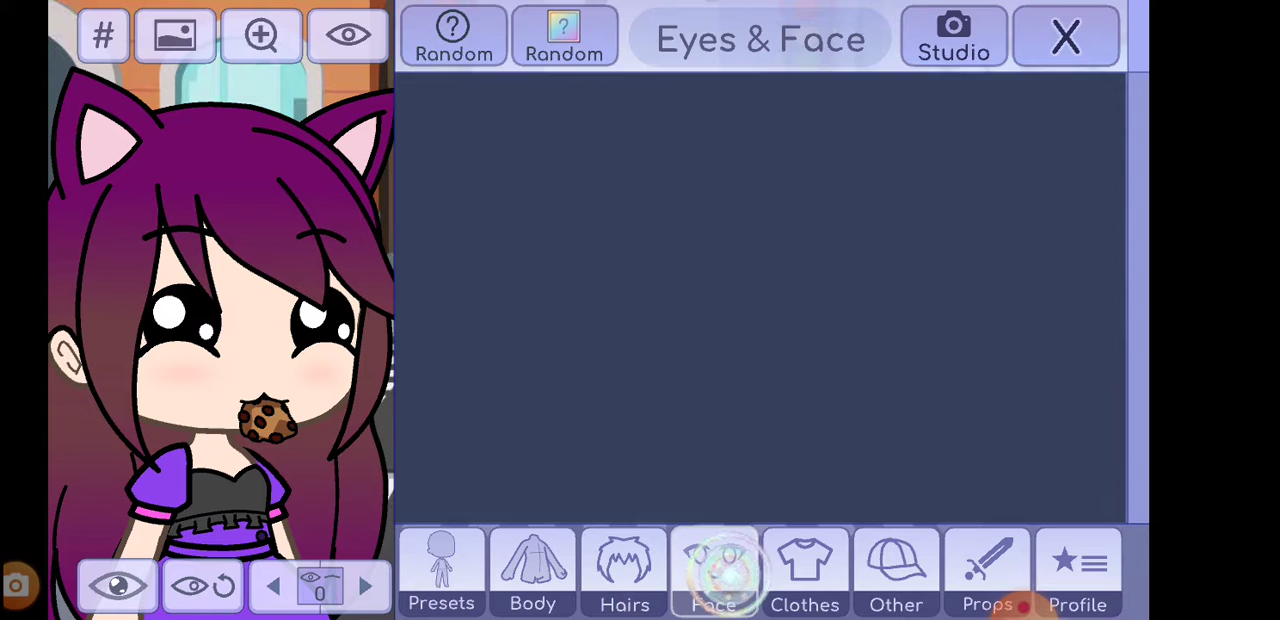 #
? Random
? Random
Eyes & Face
Studio
X
0
Presets
Body
Hairs
Face
Clothes
Other
Props
Profile